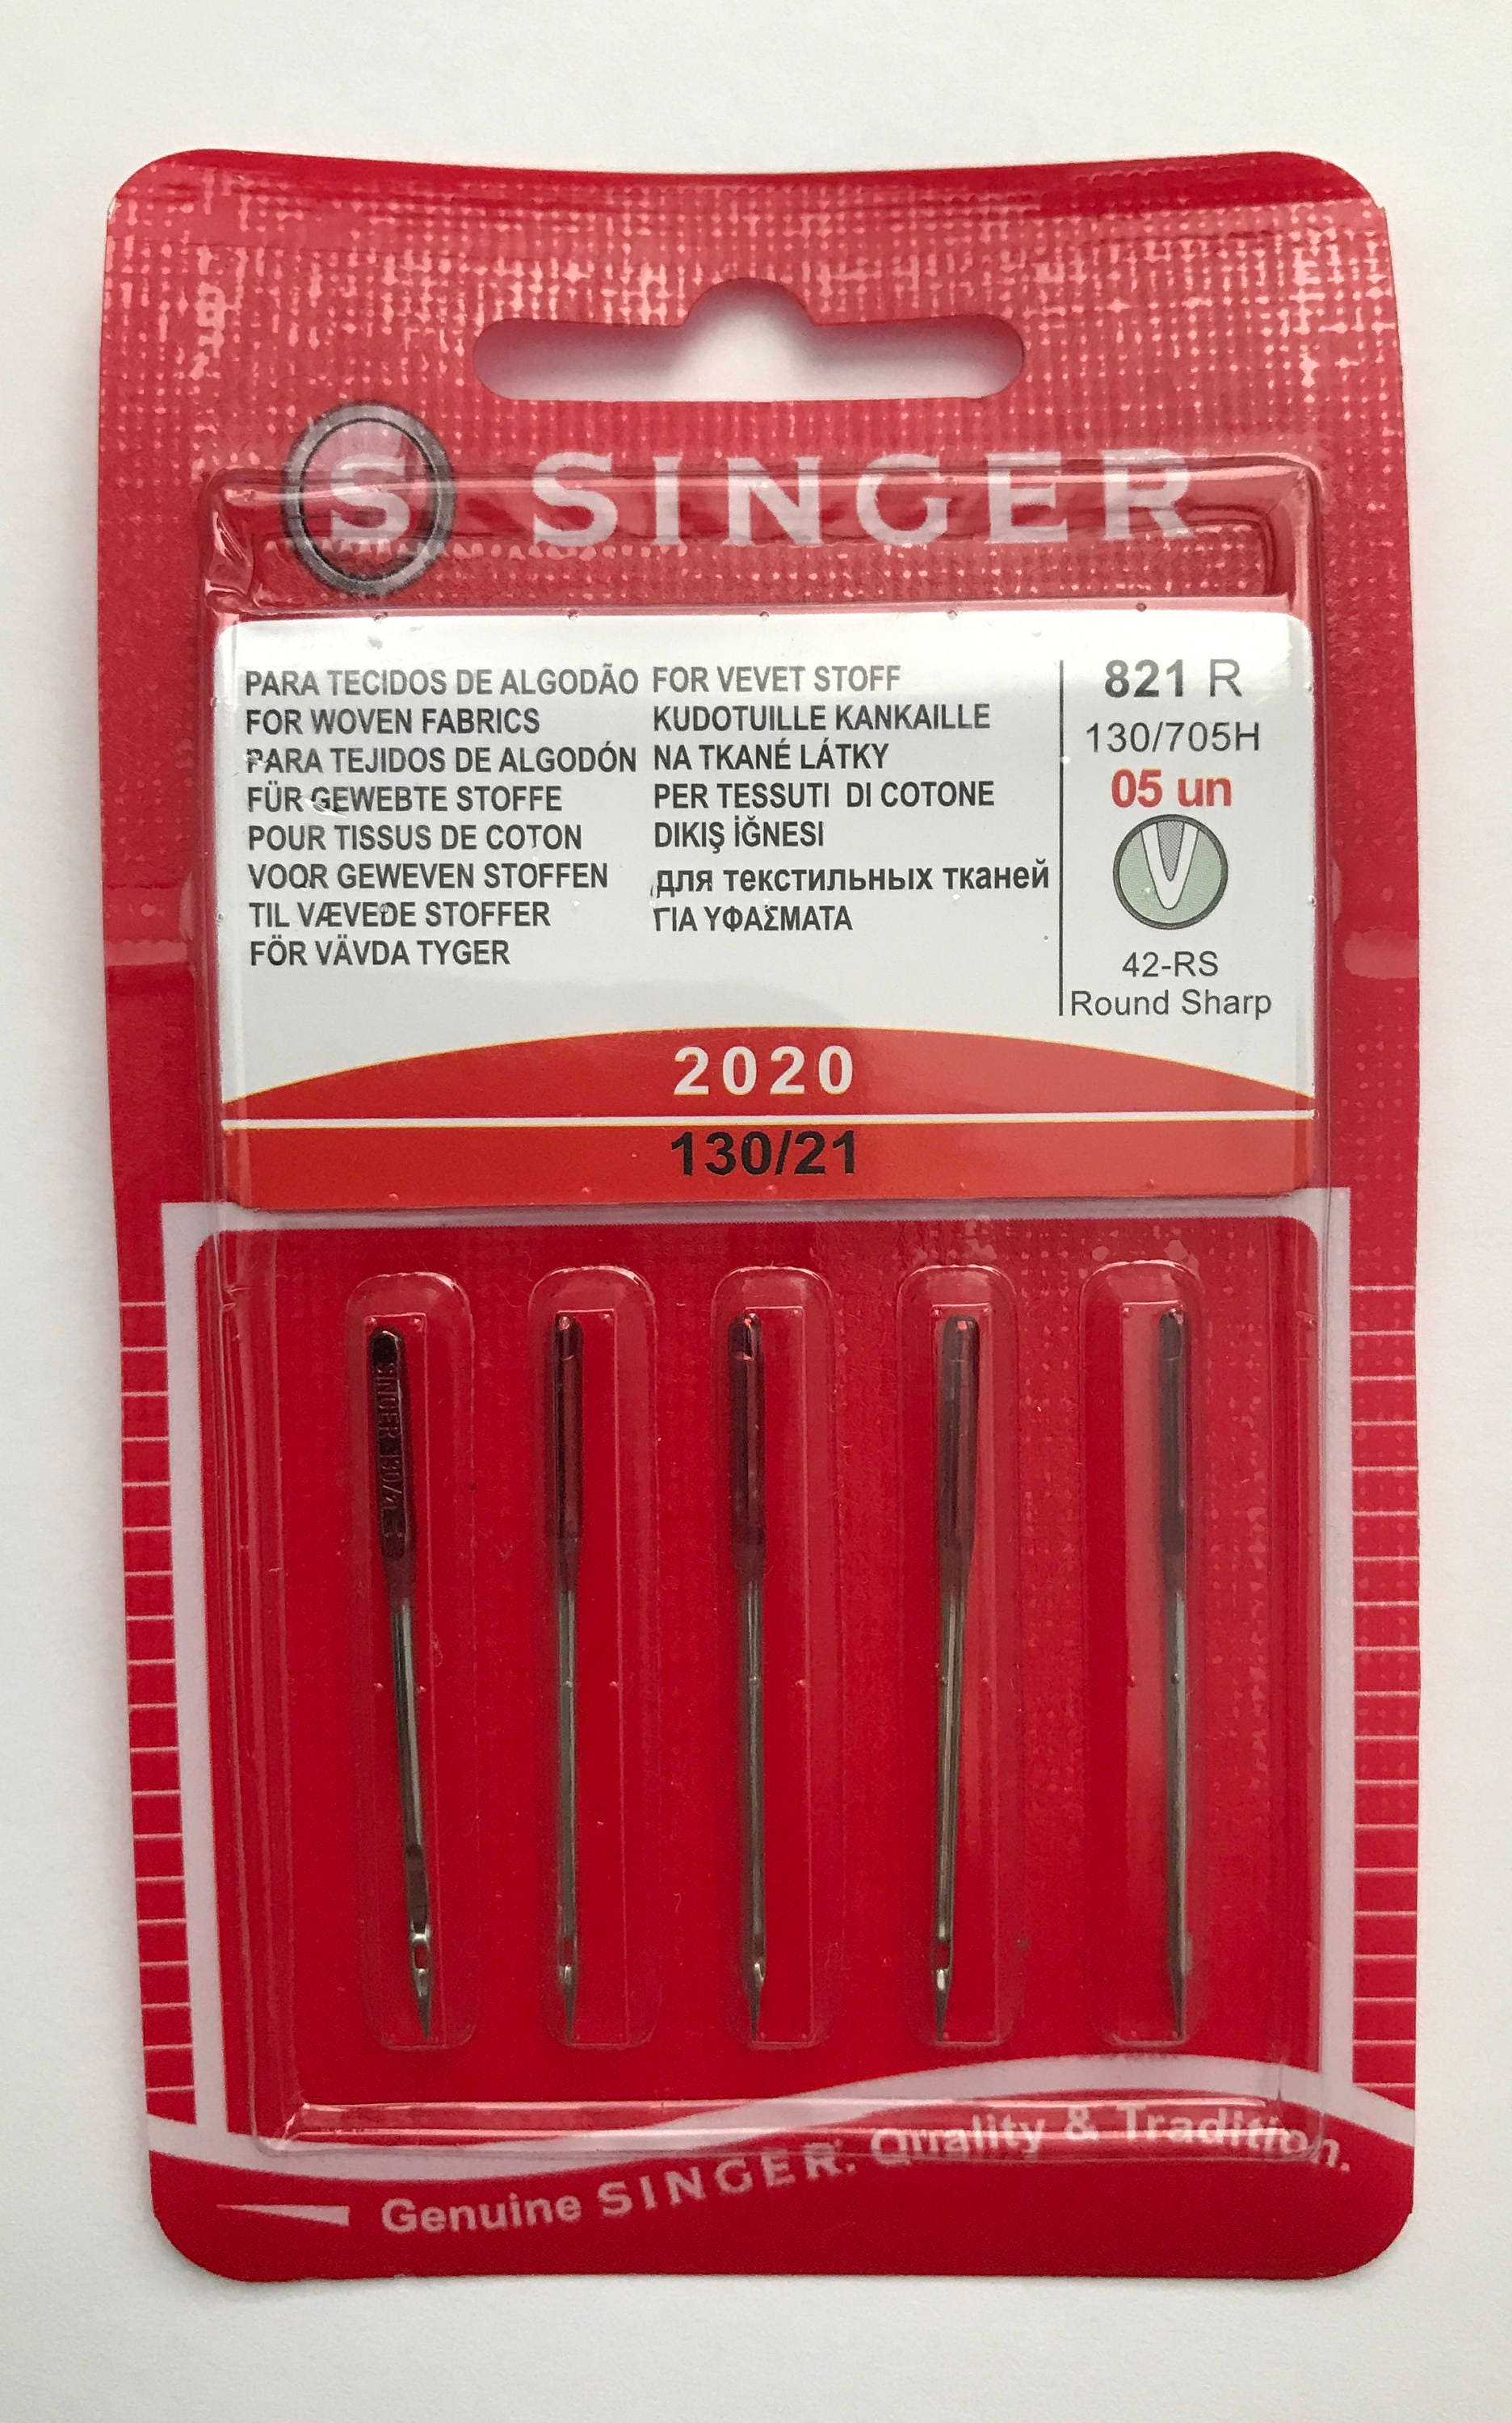 S SINGER
PARA TECIDOS DE ALGODÃO
FOR WOVEN FABRICS
PARA TEJIDOS DE ALGODÓN
FÜR GEWEBTE STOFFE
POUR TISSUS DE COTON
VOOR GEWEVEN STOFFEN
TIL VÆVEDE STOFFER
FÖR VÄVDA TYGER
FOR VEVET STOFF
KUDOTUILLE KANKAILLE
NA TKANÉ LÁTKY
PER TESSUTI DI COTONE
DIKIŞ İĞNESI
для текстильных тканей
ΓΙΑ ΥΦΑΣΜΑΤΑ
821 R
130/705H
05 un
42-RS
Round Sharp
2020
130/21
SINGER
Genuine SINGER. Quality & Tradition.